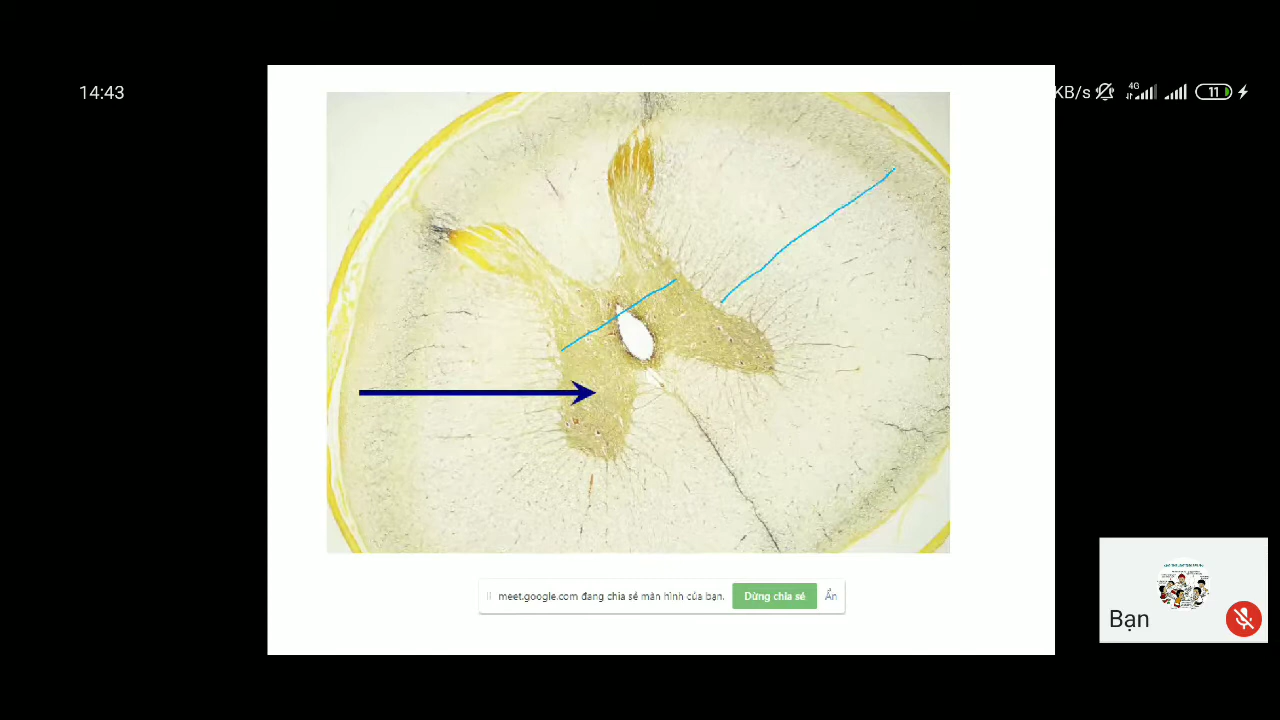 14:43
KB/s
4G
11
meet.google.com đang chia sẻ màn hình của bạn.
Dừng chia sẻ
Ẩn
Bạn